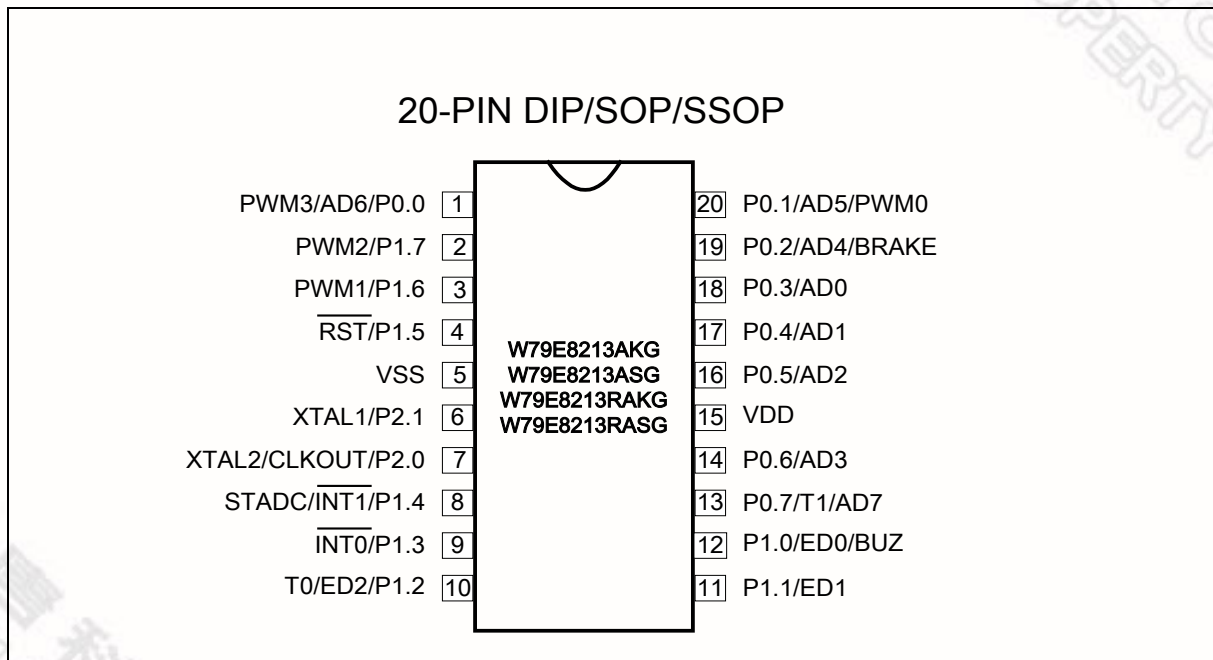 OPERTY
20-PIN DIP/SOP/SSOP
PWM3/AD6/P0.0 1
PWM2/P1.7 2
PWM1/P1.6 3
RST/P1.5 4
VSS 5
XTAL1/P2.1 6
XTAL2/CLKOUT/P2.0 7
STADC/INT1/P1.4 8
INT0/P1.3 9
T0/ED2/P1.2 10
W79E8213AKG
W79E8213ASG
W79E8213RAKG
W79E8213RASG
20 P0.1/AD5/PWM0
19 P0.2/AD4/BRAKE
18 P0.3/AD0
17 P0.4/AD1
16 P0.5/AD2
15 VDD
14 P0.6/AD3
13 P0.7/T1/AD7
12 P1.0/ED0/BUZ
11 P1.1/ED1